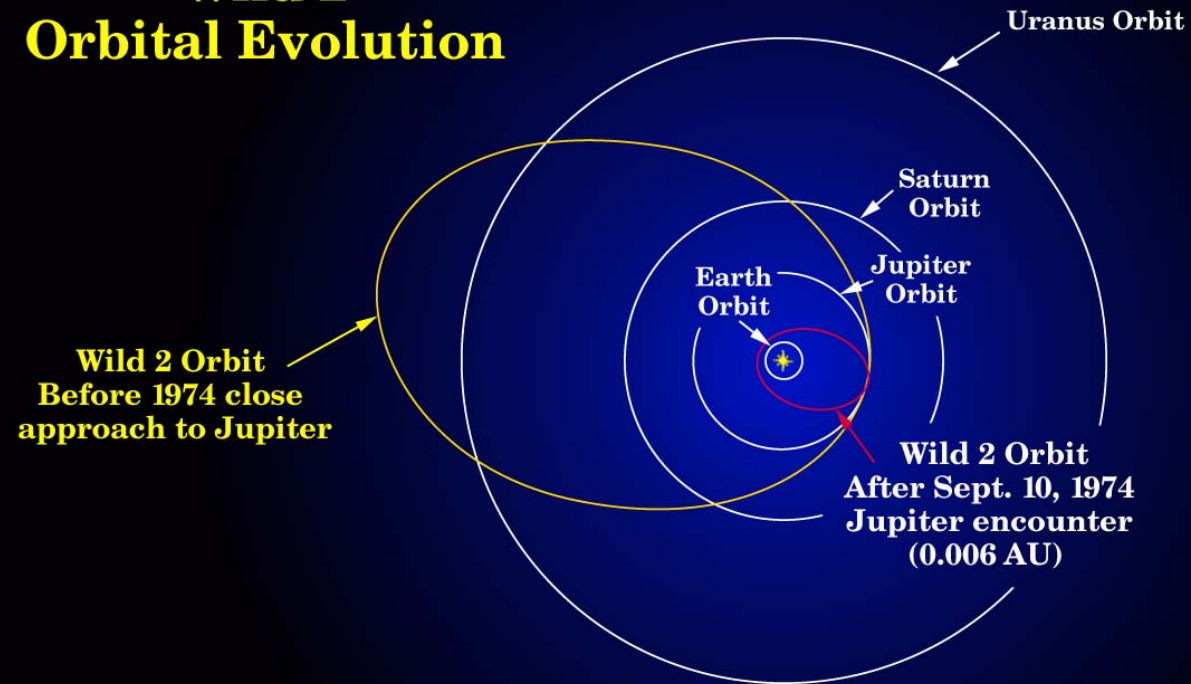 Orbital Evolution
Uranus Orbit
Saturn
Orbit
Jupiter
Orbit
Earth
Orbit
Wild 2 Orbit
Before 1974 close
approach to Jupiter
Wild 2 Orbit
After Sept. 10, 1974
Jupiter encounter
(0.006 AU)